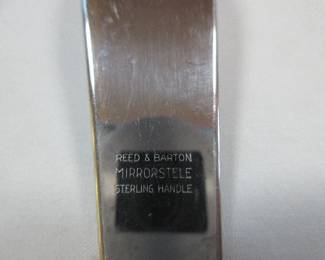 REED & BARTON
MIRRORSTELE
STERLING HANDLE